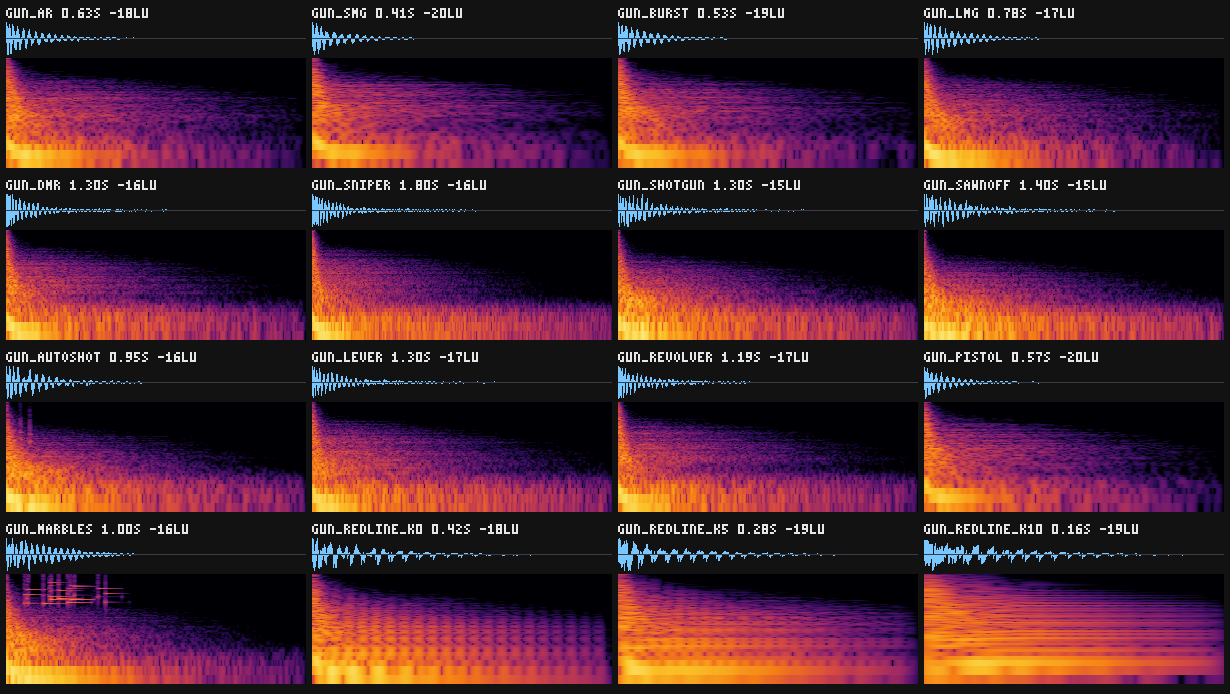 GUN_AR 0.63S -18LU
GUN_SMG 0.41S -20LU
GUN_BURST 0.53S -19LU
GUN_LMG 0.78S -17LU
GUN_DMR 1.30S -16LU
GUN_SNIPER 1.80S -16LU
GUN_SHOTGUN 1.30S -15LU
GUN_SAWNOFF 1.40S -15LU
GUN_AUTOSHOT 0.95S -16LU
GUN_LEVER 1.30S -17LU
GUN_REVOLVER 1.19S -17LU
GUN_PISTOL 0.57S -20LU
GUN_MARBLES 1.00S -16LU
GUN_REDLINE_K0 0.42S -18LU
GUN_REDLINE_K5 0.28S -19LU
GUN_REDLINE_K10 0.16S -19LU